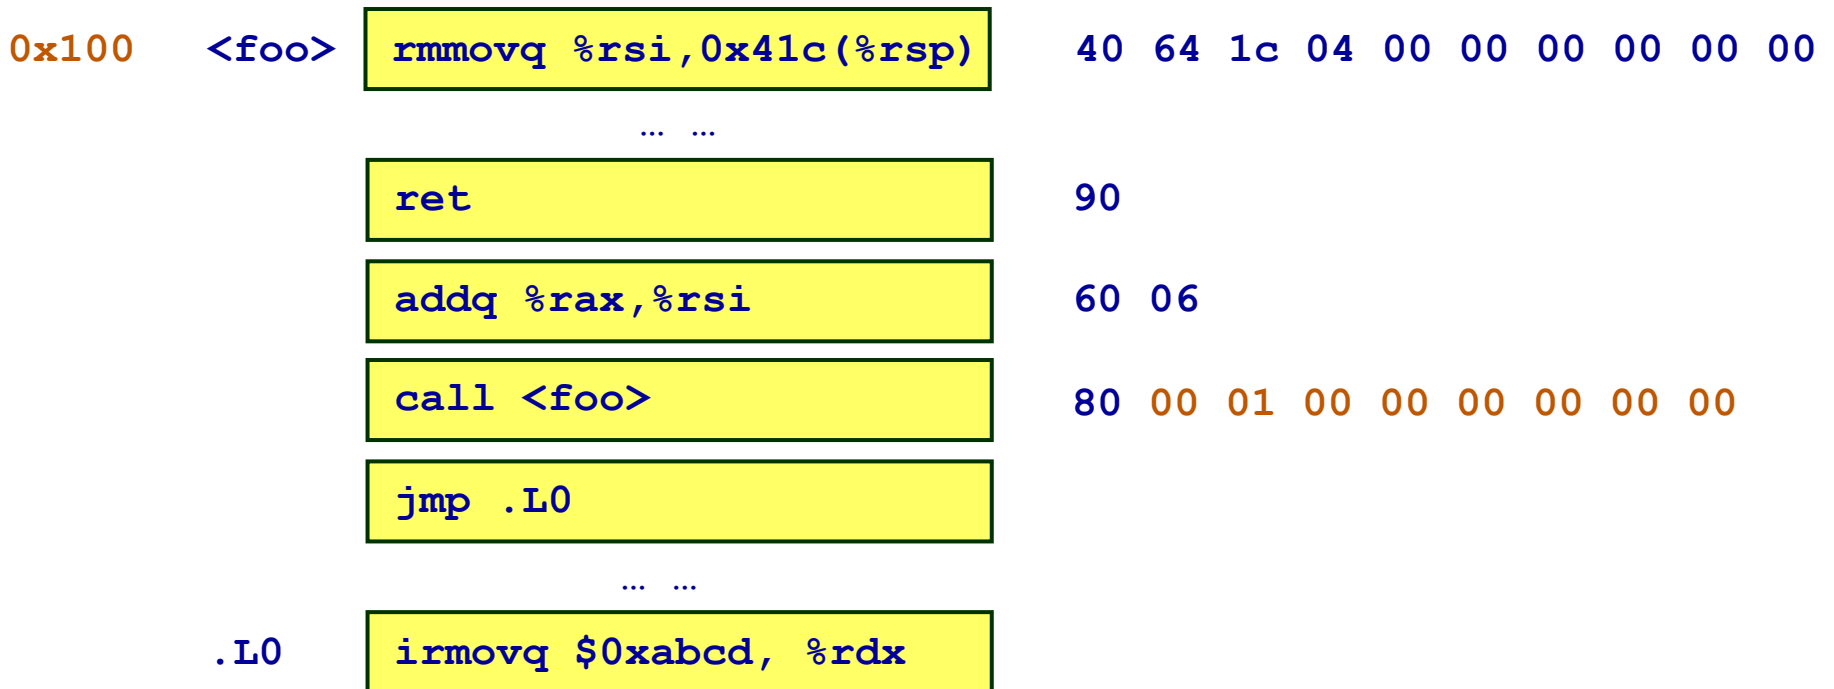 0x100 <foo> rmmovq %rsi,0x41c(%rsp) 40 64 1c 04 00 00 00 00 00 00
… …
ret 90
addq %rax,%rsi 60 06
call <foo> 80 00 01 00 00 00 00 00 00
jmp .L0
… …
.L0 irmovq $0xabcd, %rdx